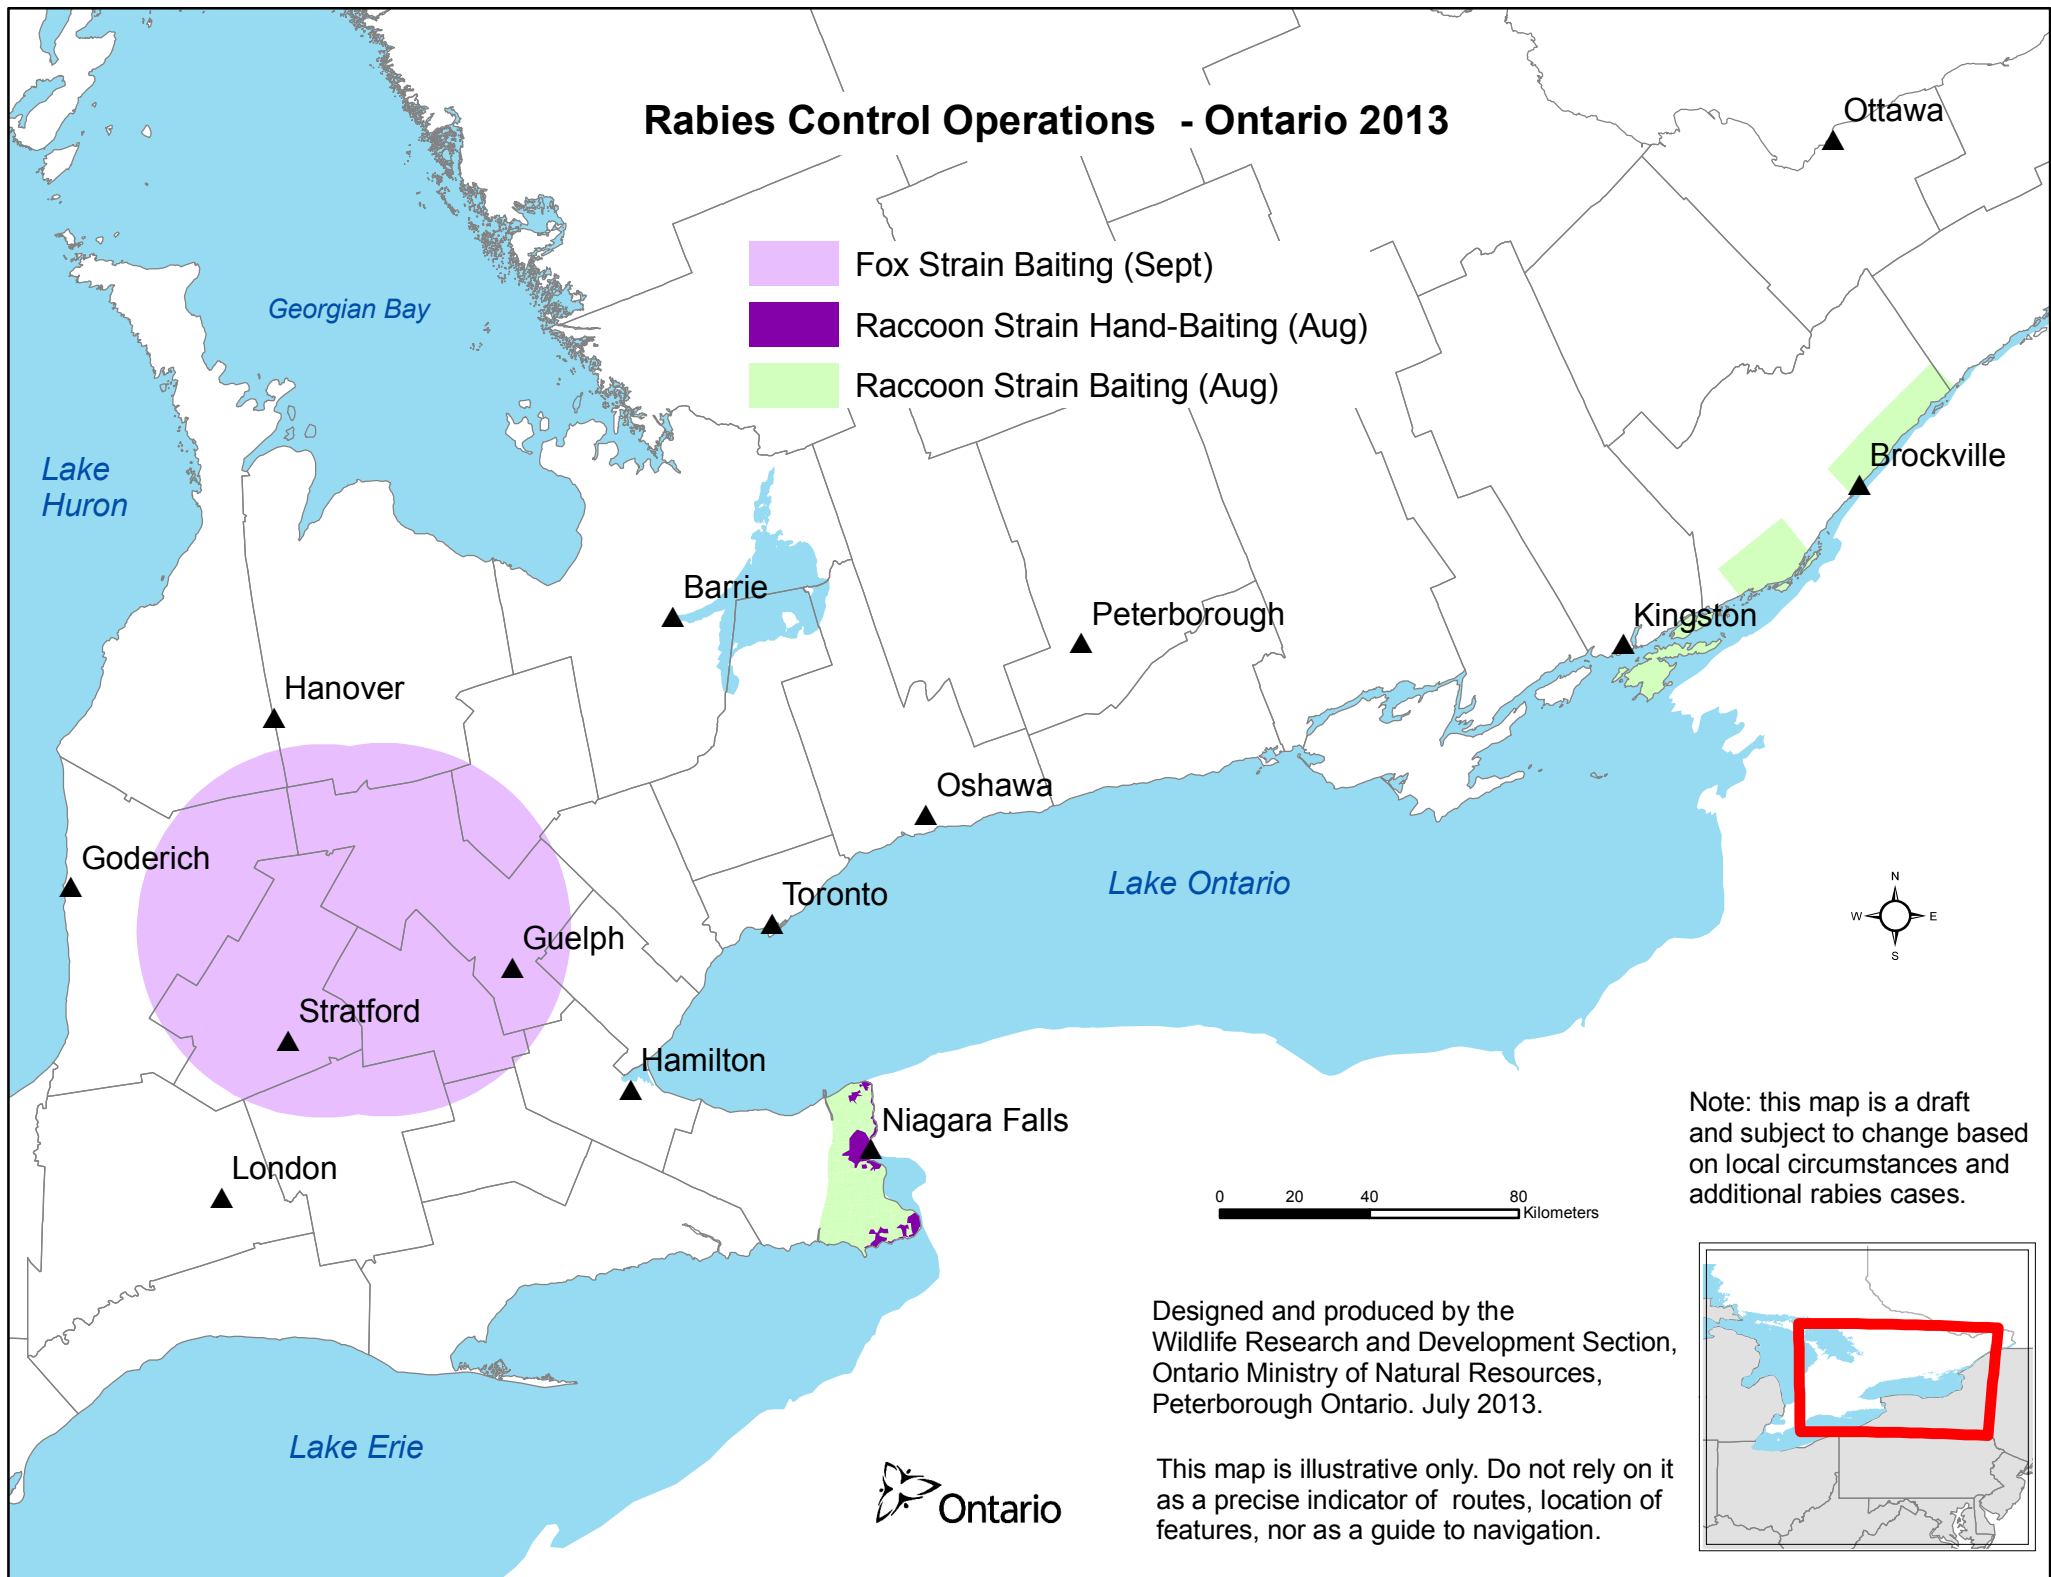 Rabies Control Operations - Ontario 2013
Ottawa
Fox Strain Baiting (Sept)
Raccoon Strain Hand-Baiting (Aug)
Raccoon Strain Baiting (Aug)
Georgian Bay
Lake
Huron
Brockville
Barrie
Peterborough
Kingston
Hanover
Oshawa
Goderich
Lake Ontario
Toronto
Guelph
Stratford
N
W
E
S
Hamilton
Niagara Falls
London
Note: this map is a draft
and subject to change based
on local circumstances and
additional rabies cases.
0 20 40 80
Kilometers
Designed and produced by the
Wildlife Research and Development Section,
Ontario Ministry of Natural Resources,
Peterborough Ontario. July 2013.
Lake Erie
This map is illustrative only. Do not rely on it
as a precise indicator of routes, location of
features, nor as a guide to navigation.
Ontario